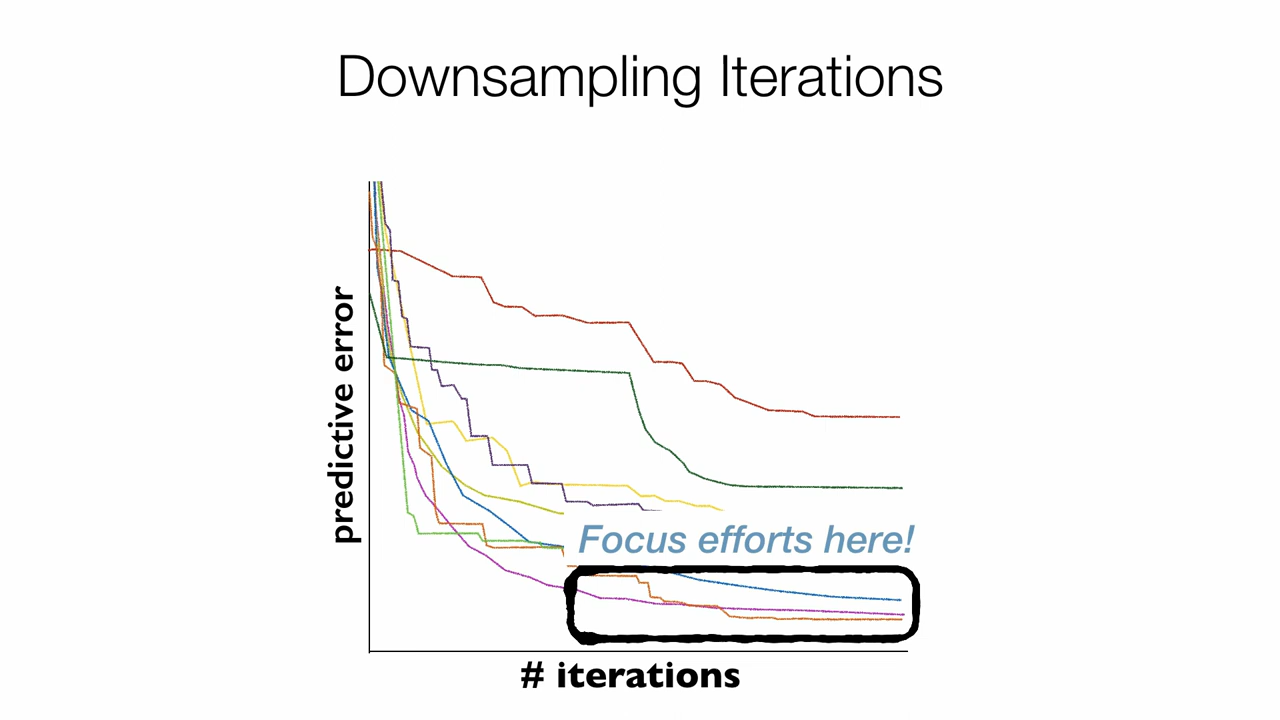 Downsampling Iterations
predictive error
Focus efforts here!
# iterations